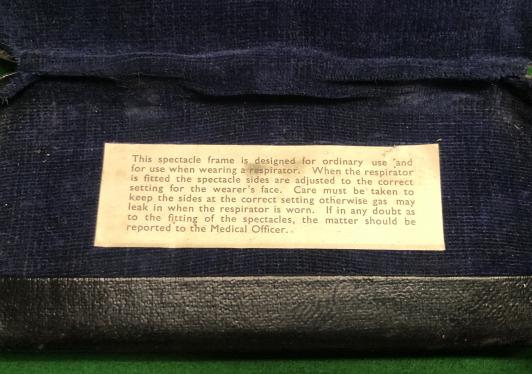 This spectacle frame is designed for ordinary use and
for use when wearing a respirator. When the respirator
is fitted the spectacle sides are adjusted to the correct
setting for the wearer's face. Care must be taken to
keep the sides at the correct setting otherwise gas may
leak in when the respirator is worn. If in any doubt as
to the fitting of the spectacles, the matter should be
reported to the Medical Officer.